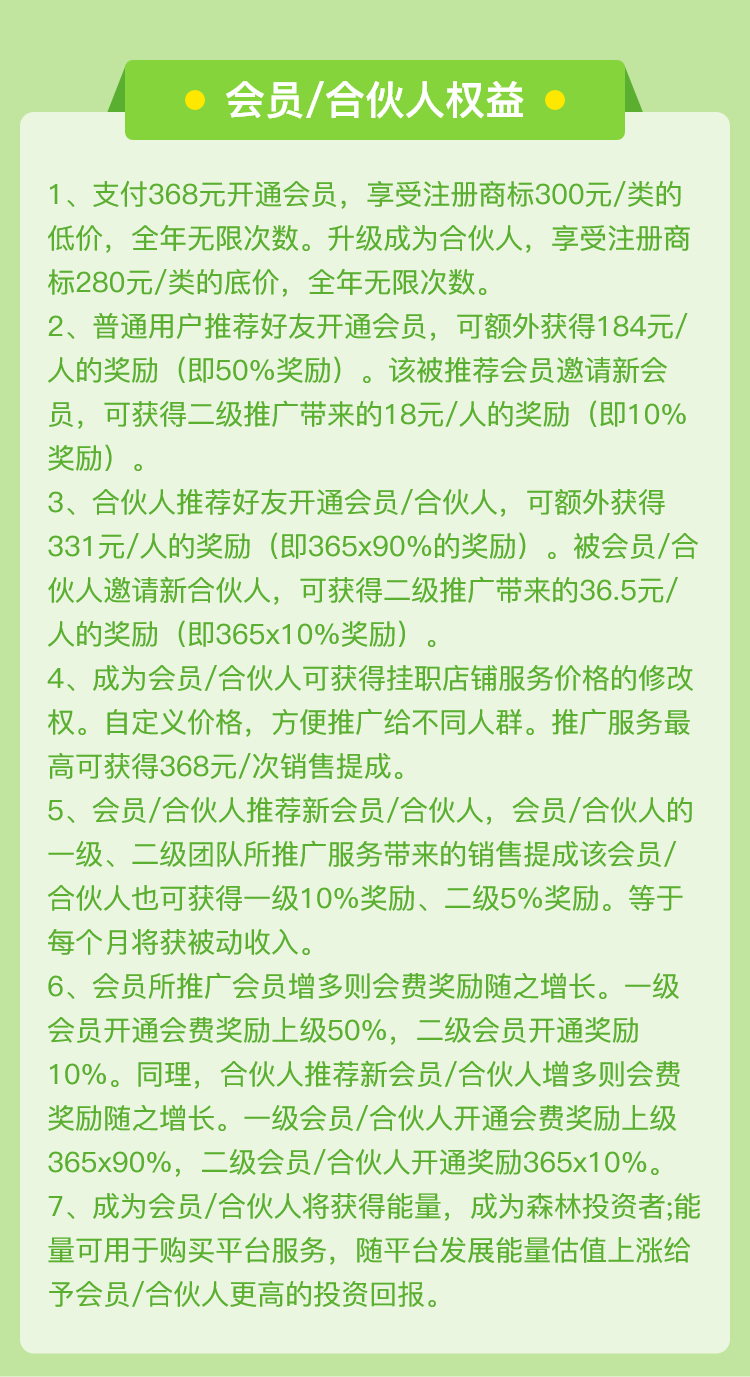 会员/合伙人权益
1、支付368元开通会员，享受注册商标300元/类的
低价，全年无限次数。升级成为合伙人，享受注册商
标280元/类的底价，全年无限次数。
2、普通用户推荐好友开通会员，可额外获得184元/
人的奖励（即50%奖励）。该被推荐会员邀请新会
员，可获得二级推广带来的18元/人的奖励（即10%
奖励）。
3、合伙人推荐好友开通会员/合伙人，可额外获得
331元/人的奖励（即365x90%的奖励）。被会员/合
伙人邀请新合伙人，可获得二级推广带来的36.5元/
人的奖励（即365x10%奖励）。
4、成为会员/合伙人可获得挂职店铺服务价格的修改
权。自定义价格，方便推广给不同人群。推广服务最
高可获得368元/次销售提成。
5、会员/合伙人推荐新会员/合伙人，会员/合伙人的
一级、二级团队所推广服务带来的销售提成该会员/
合伙人也可获得一级10%奖励、二级5%奖励。等于
每个月将获被动收入。
6、会员所推广会员增多则会费奖励随之增长。一级
会员开通会费奖励上级50%，二级会员开通奖励
10%。同理，合伙人推荐新会员/合伙人增多则会费
奖励随之增长。一级会员/合伙人开通会费奖励上级
365x90%，二级会员/合伙人开通奖励365x10%。
7、成为会员/合伙人将获得能量，成为森林投资者;能
量可用于购买平台服务，随平台发展能量估值上涨给
予会员/合伙人更高的投资回报。